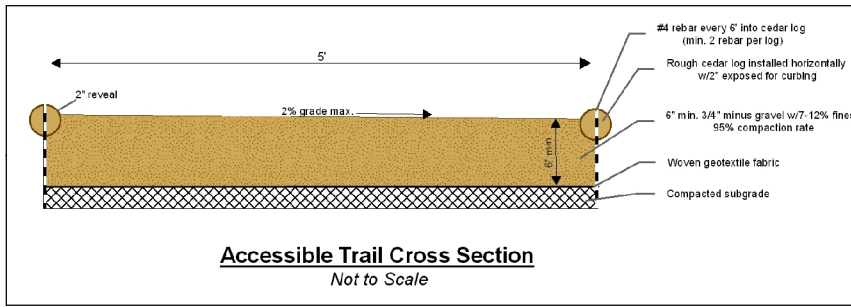 #4 rebar every 6' into cedar log
(min. 2 rebar per log)
5'
Rough cedar log installed horizontally
w/2" exposed for curbing
2" reveal
2% grade max.
6" min. 3/4" minus gravel w/7-12% fines
95% compaction rate
6" min
Woven geotextile fabric
Compacted subgrade
Accessible Trail Cross Section
Not to Scale